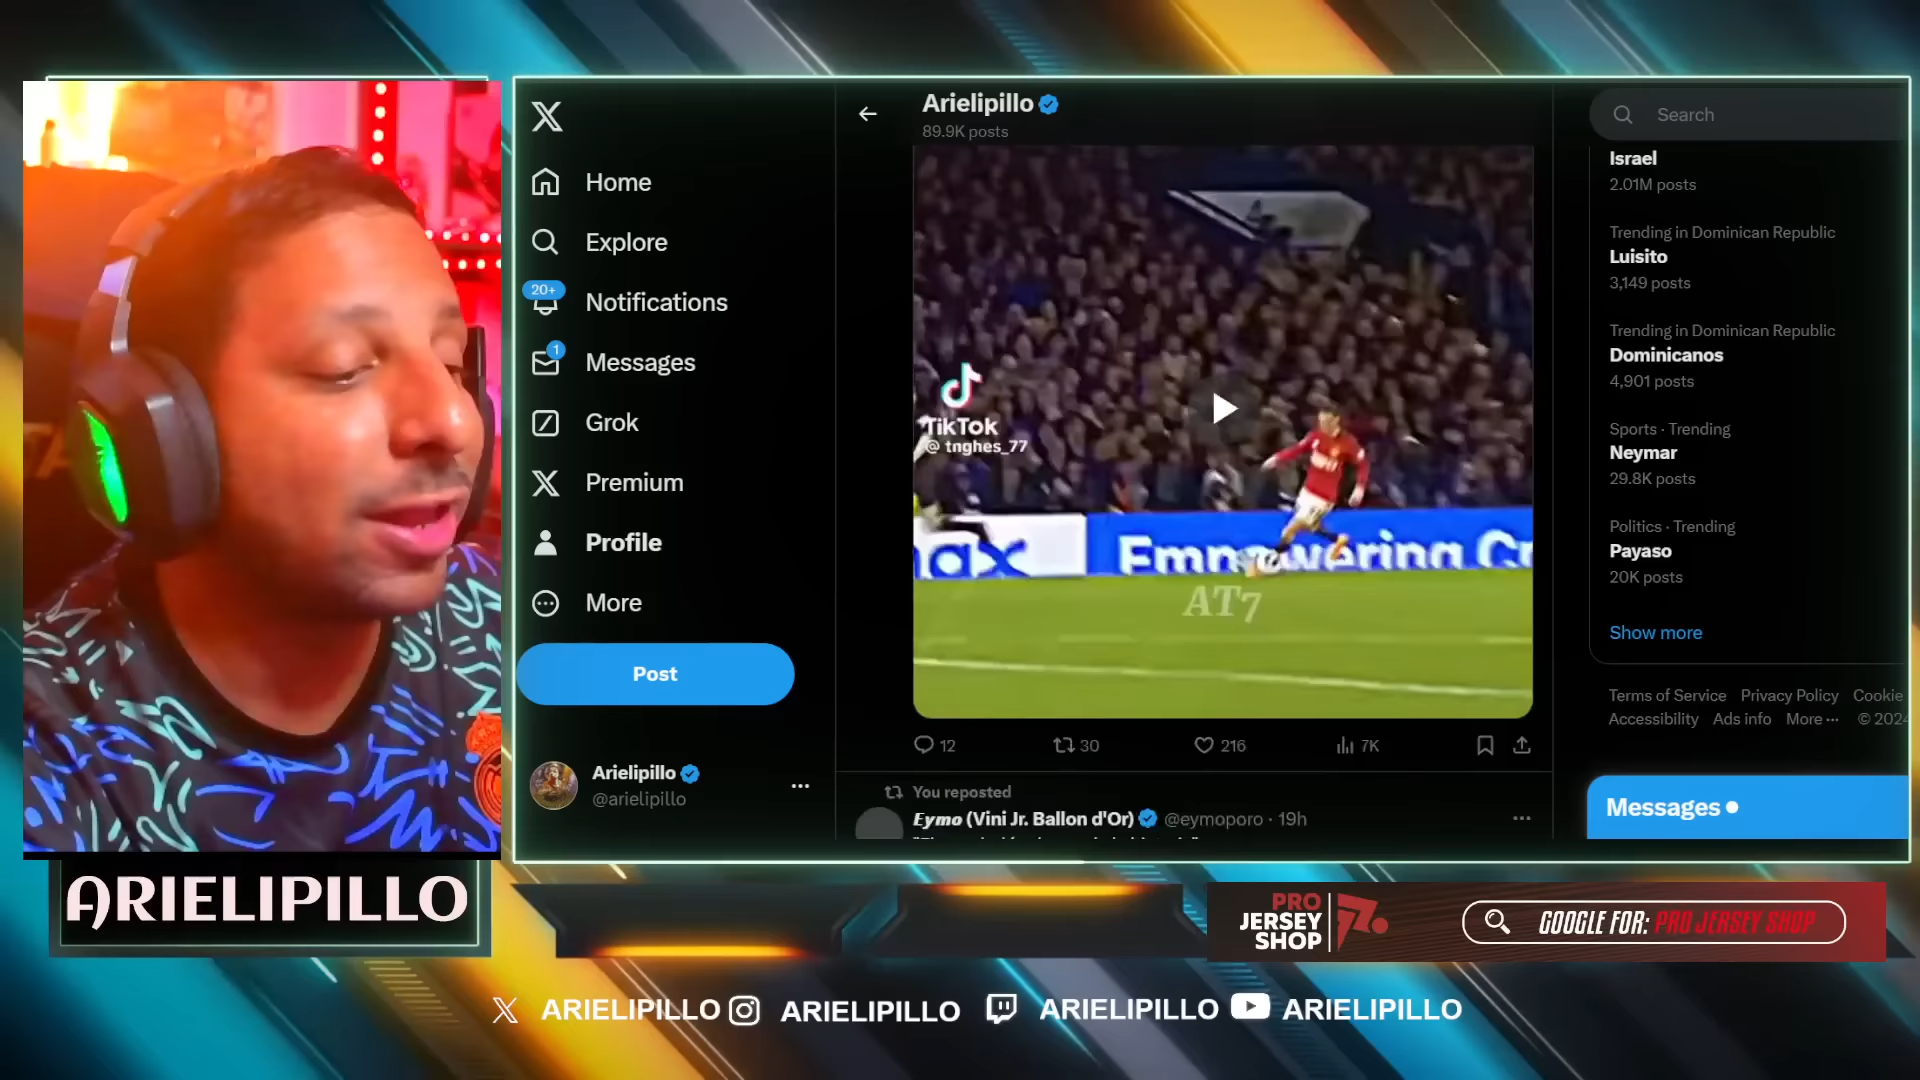 Home
Explore
20+
Notifications
1
Messages
Grok
Premium
Profile
More
Post
Arielipillo
@arielipillo
Arielipillo
89.9K posts
TikTok
@tnghes_77
Empowering Cr
AT7
12
30
216
7K
You reposted
Eymo (Vini Jr. Ballon d'Or) @eymoporo · 19h
Search
Israel
2.01M posts
Trending in Dominican Republic
Luisito
3,149 posts
Trending in Dominican Republic
Dominicanos
4,901 posts
Sports · Trending
Neymar
29.8K posts
Politics · Trending
Payaso
20K posts
Show more
Terms of Service Privacy Policy Cookie
Accessibility Ads info More ··· © 2024
Messages
ARIELIPILLO
PRO
JERSEY
SHOP
GOOGLE FOR: PRO JERSEY SHOP
ARIELIPILLO ARIELIPILLO ARIELIPILLO ARIELIPILLO